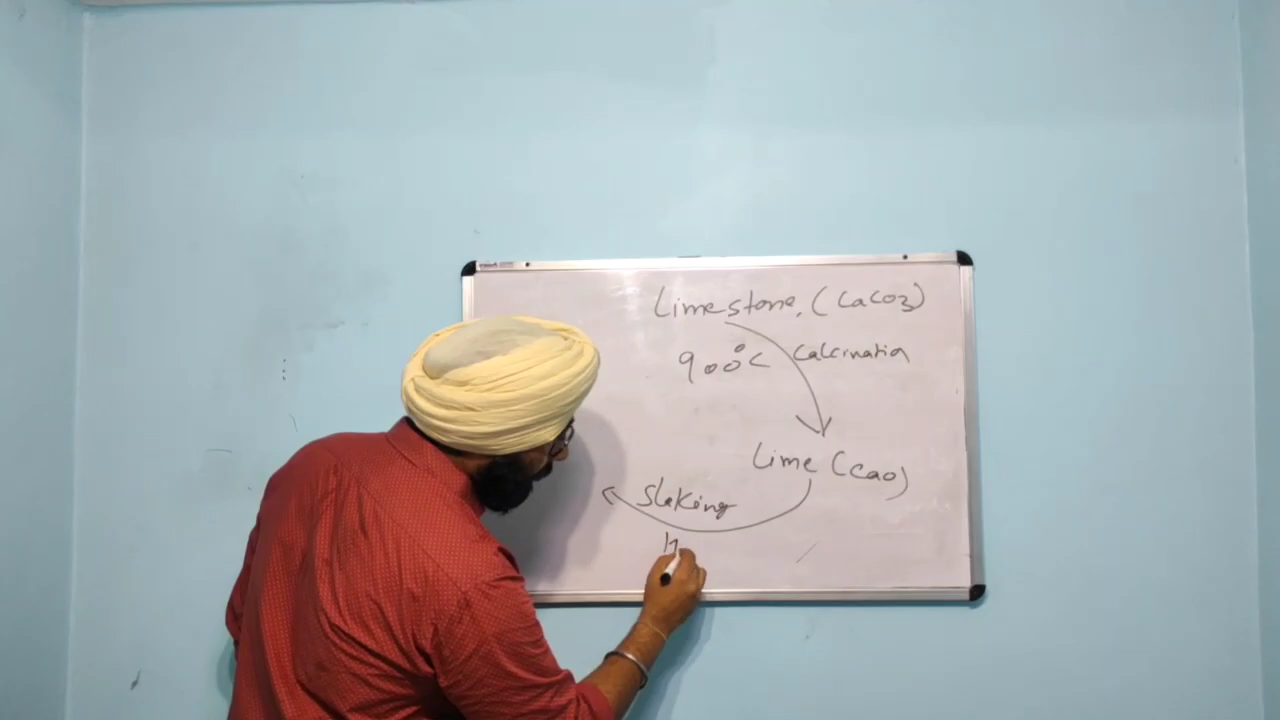 Limestone, (CaCO3)
900°C Calcination
Lime (CaO)
Slaking
H